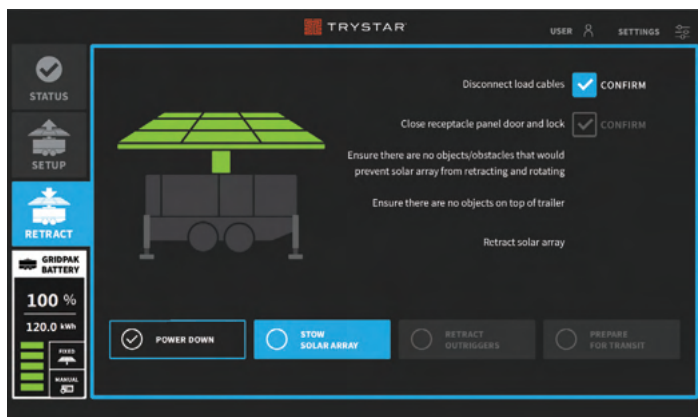 TRYSTAR
USER
SETTINGS
STATUS
SETUP
RETRACT
GRIDPAK
BATTERY
100 %
120.0 kWh
FIXED
MANUAL
Disconnect load cables
CONFIRM
Close receptacle panel door and lock
CONFIRM
Ensure there are no objects/obstacles that would
prevent solar array from retracting and rotating
Ensure there are no objects on top of trailer
Retract solar array
POWER DOWN
STOW
SOLAR ARRAY
RETRACT
OUTRIGGERS
PREPARE
FOR TRANSIT